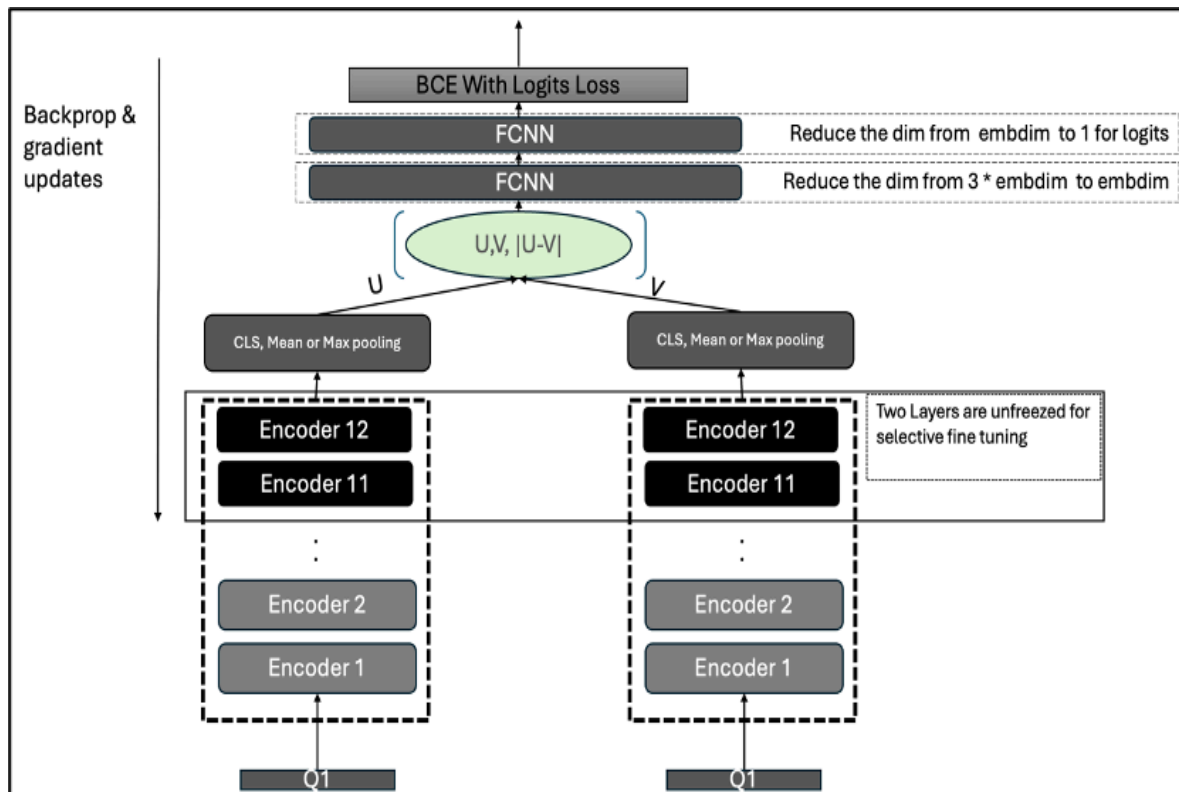 BCE With Logits Loss
Backprop &
gradient
updates
FCNN
Reduce the dim from embdim to 1 for logits
FCNN
Reduce the dim from 3 * embdim to embdim
U,V, |U-V|
U
V
CLS, Mean or Max pooling
CLS, Mean or Max pooling
Encoder 12
Encoder 12
Two Layers are unfreezed for
selective fine tuning
Encoder 11
Encoder 11
:
:
Encoder 2
Encoder 2
Encoder 1
Encoder 1
Q1
Q1